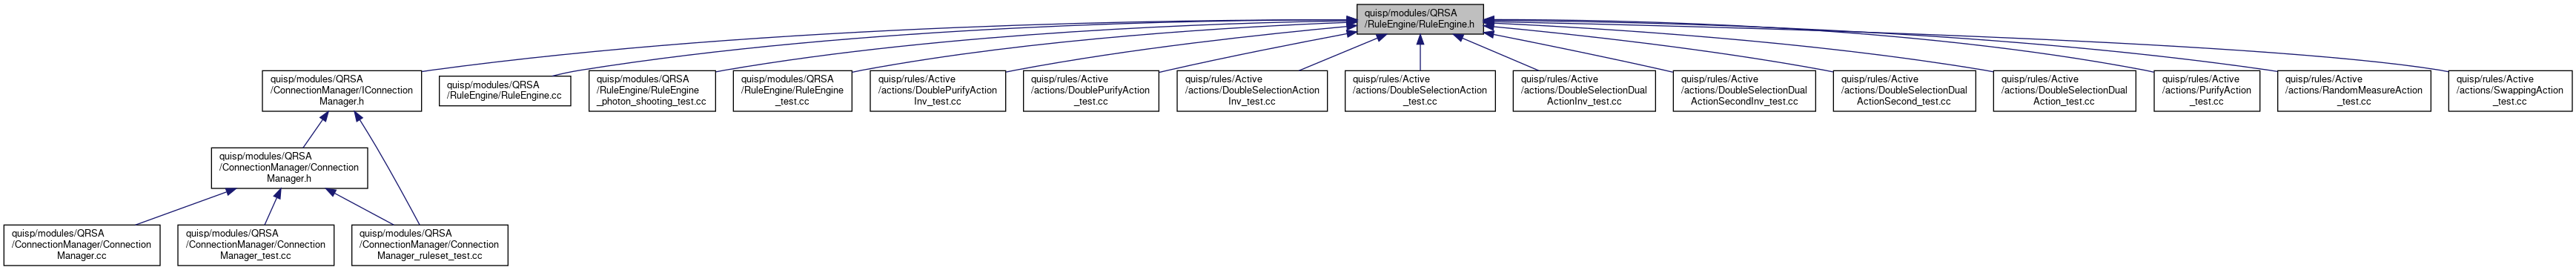 quisp/modules/QRSA
/RuleEngine/RuleEngine.h
quisp/modules/QRSA
/ConnectionManager/IConnection
Manager.h
quisp/modules/QRSA
/RuleEngine/RuleEngine.cc
quisp/modules/QRSA
/RuleEngine/RuleEngine
_photon_shooting_test.cc
quisp/modules/QRSA
/RuleEngine/RuleEngine
_test.cc
quisp/rules/Active
/actions/DoublePurifyAction
Inv_test.cc
quisp/rules/Active
/actions/DoublePurifyAction
_test.cc
quisp/rules/Active
/actions/DoubleSelectionAction
Inv_test.cc
quisp/rules/Active
/actions/DoubleSelectionAction
_test.cc
quisp/rules/Active
/actions/DoubleSelectionDual
ActionInv_test.cc
quisp/rules/Active
/actions/DoubleSelectionDual
ActionSecondInv_test.cc
quisp/rules/Active
/actions/DoubleSelectionDual
ActionSecond_test.cc
quisp/rules/Active
/actions/DoubleSelectionDual
Action_test.cc
quisp/rules/Active
/actions/PurifyAction
_test.cc
quisp/rules/Active
/actions/RandomMeasureAction
_test.cc
quisp/rules/Active
/actions/SwappingAction
_test.cc
quisp/modules/QRSA
/ConnectionManager/Connection
Manager.h
quisp/modules/QRSA
/ConnectionManager/Connection
Manager.cc
quisp/modules/QRSA
/ConnectionManager/Connection
Manager_test.cc
quisp/modules/QRSA
/ConnectionManager/Connection
Manager_ruleset_test.cc